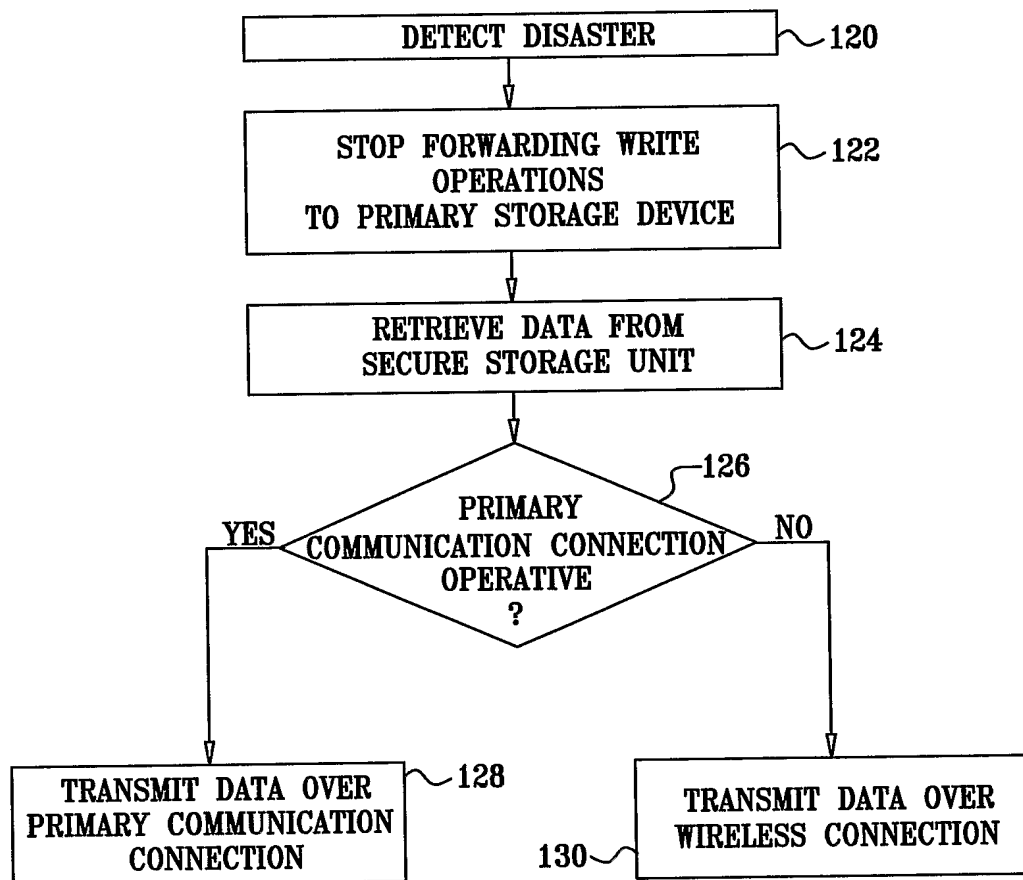 DETECT DISASTER
120
STOP FORWARDING WRITE
OPERATIONS
TO PRIMARY STORAGE DEVICE
122
RETRIEVE DATA FROM
SECURE STORAGE UNIT
124
126
PRIMARY
COMMUNICATION CONNECTION
OPERATIVE
?
YES
NO
TRANSMIT DATA OVER
PRIMARY COMMUNICATION
CONNECTION
128
TRANSMIT DATA OVER
WIRELESS CONNECTION
130